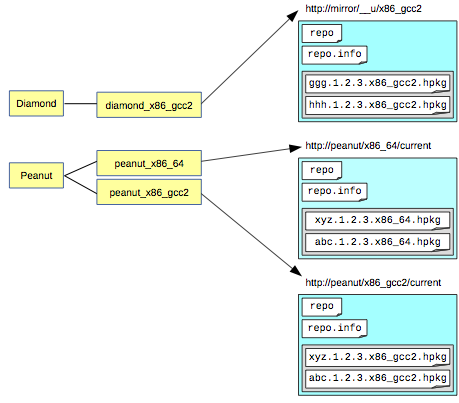 http://mirror/__u/x86_gcc2
repo
repo.info
ggg.1.2.3.x86_gcc2.hpkg
hhh.1.2.3.x86_gcc2.hpkg
Diamond
diamond_x86_gcc2
http://peanut/x86_64/current
Peanut
peanut_x86_64
peanut_x86_gcc2
repo
repo.info
xyz.1.2.3.x86_64.hpkg
abc.1.2.3.x86_64.hpkg
http://peanut/x86_gcc2/current
repo
repo.info
xyz.1.2.3.x86_gcc2.hpkg
abc.1.2.3.x86_gcc2.hpkg